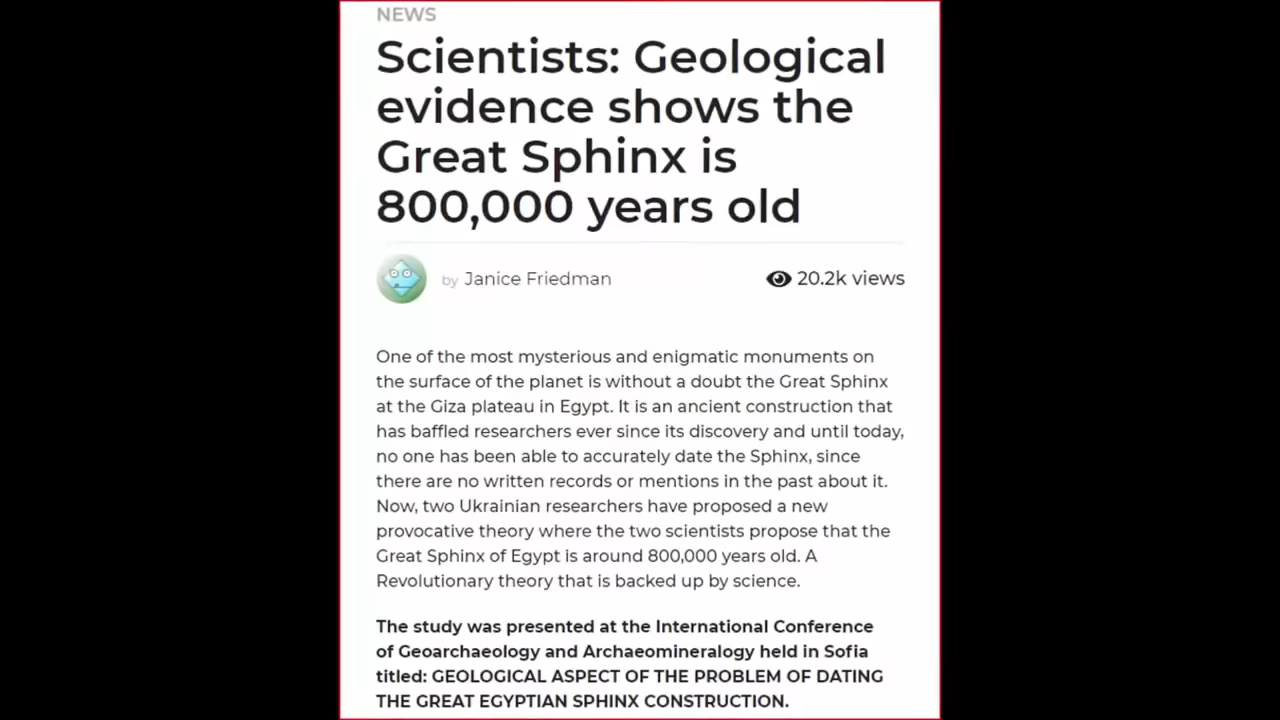 NEWS
Scientists: Geological
evidence shows the
Great Sphinx is
800,000 years old
by Janice Friedman
20.2k views
One of the most mysterious and enigmatic monuments on
the surface of the planet is without a doubt the Great Sphinx
at the Giza plateau in Egypt. It is an ancient construction that
has baffled researchers ever since its discovery and until today,
no one has been able to accurately date the Sphinx, since
there are no written records or mentions in the past about it.
Now, two Ukrainian researchers have proposed a new
provocative theory where the two scientists propose that the
Great Sphinx of Egypt is around 800,000 years old. A
Revolutionary theory that is backed up by science.
The study was presented at the International Conference
of Geoarchaeology and Archaeomineralogy held in Sofia
titled: GEOLOGICAL ASPECT OF THE PROBLEM OF DATING
THE GREAT EGYPTIAN SPHINX CONSTRUCTION.